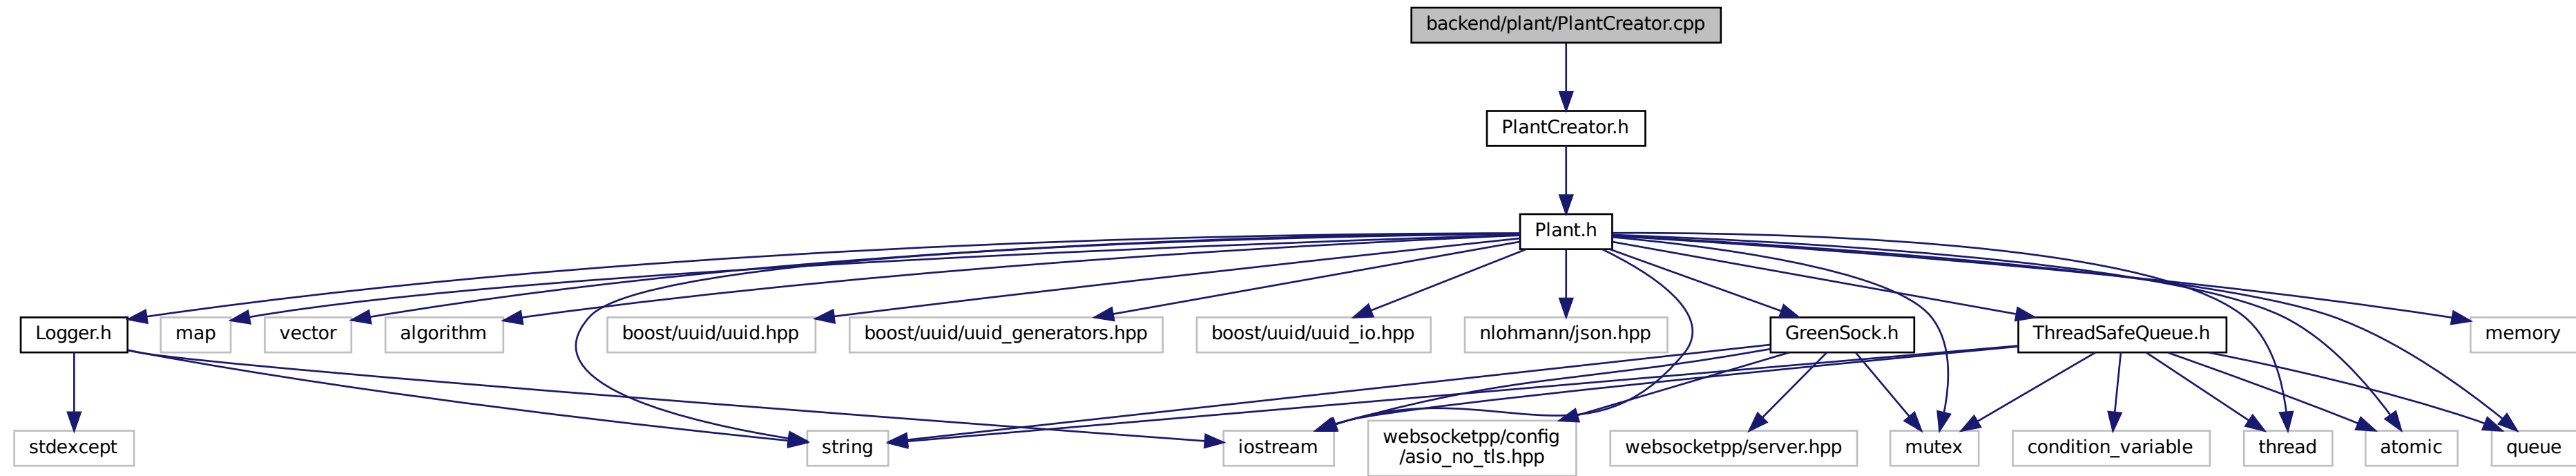 backend/plant/PlantCreator.cpp
PlantCreator.h
Plant.h
Logger.h
map
vector
algorithm
boost/uuid/uuid.hpp
boost/uuid/uuid_generators.hpp
boost/uuid/uuid_io.hpp
nlohmann/json.hpp
GreenSock.h
ThreadSafeQueue.h
memory
stdexcept
string
iostream
websocketpp/config
/asio_no_tls.hpp
websocketpp/server.hpp
mutex
condition_variable
thread
atomic
queue